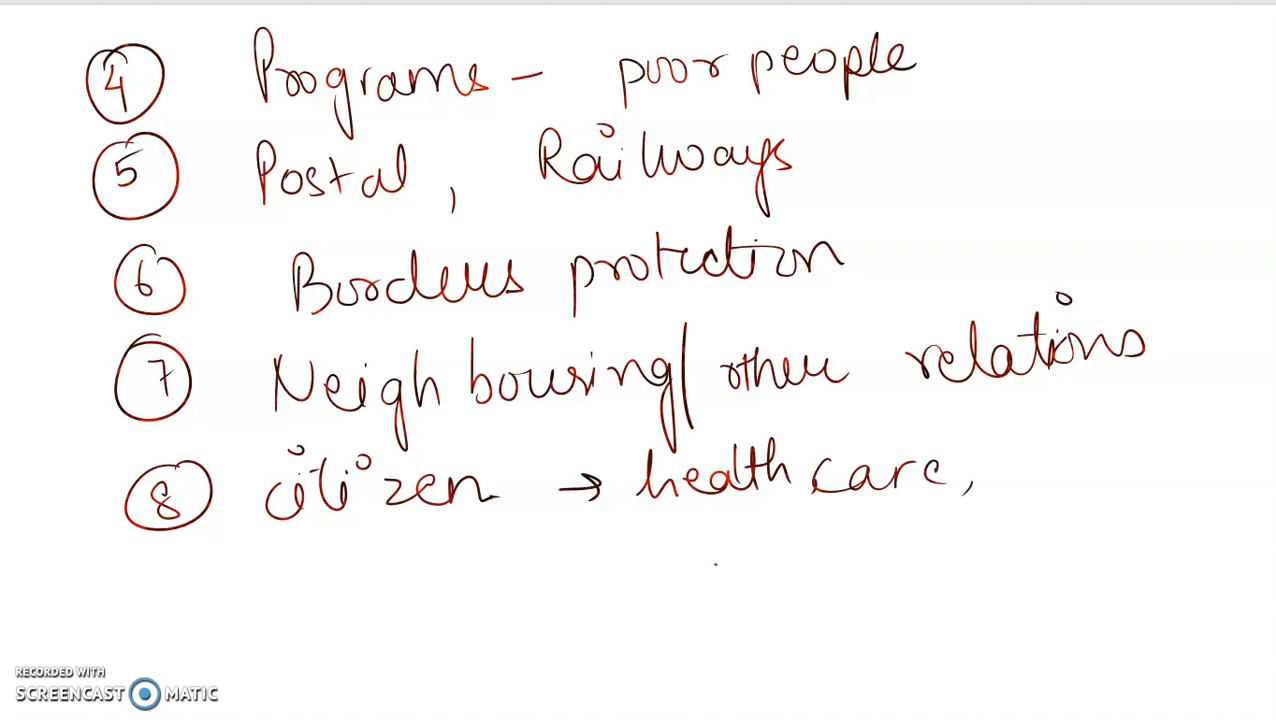 4 Programs - poor people
5 Postal, Railways
6 Borders protection
7 Neighbouring/ other relations
8 citizen → health care,
RECORDED WITH
SCREENCAST MATIC